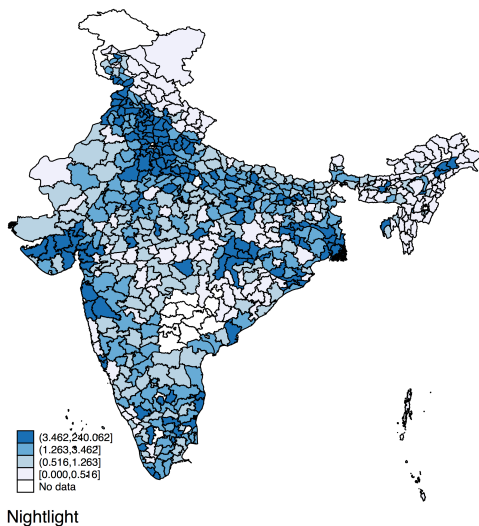 (3.462,240.062]
(1.263,3.462]
(0.516,1.263]
[0.000,0.516]
No data
Nightlight